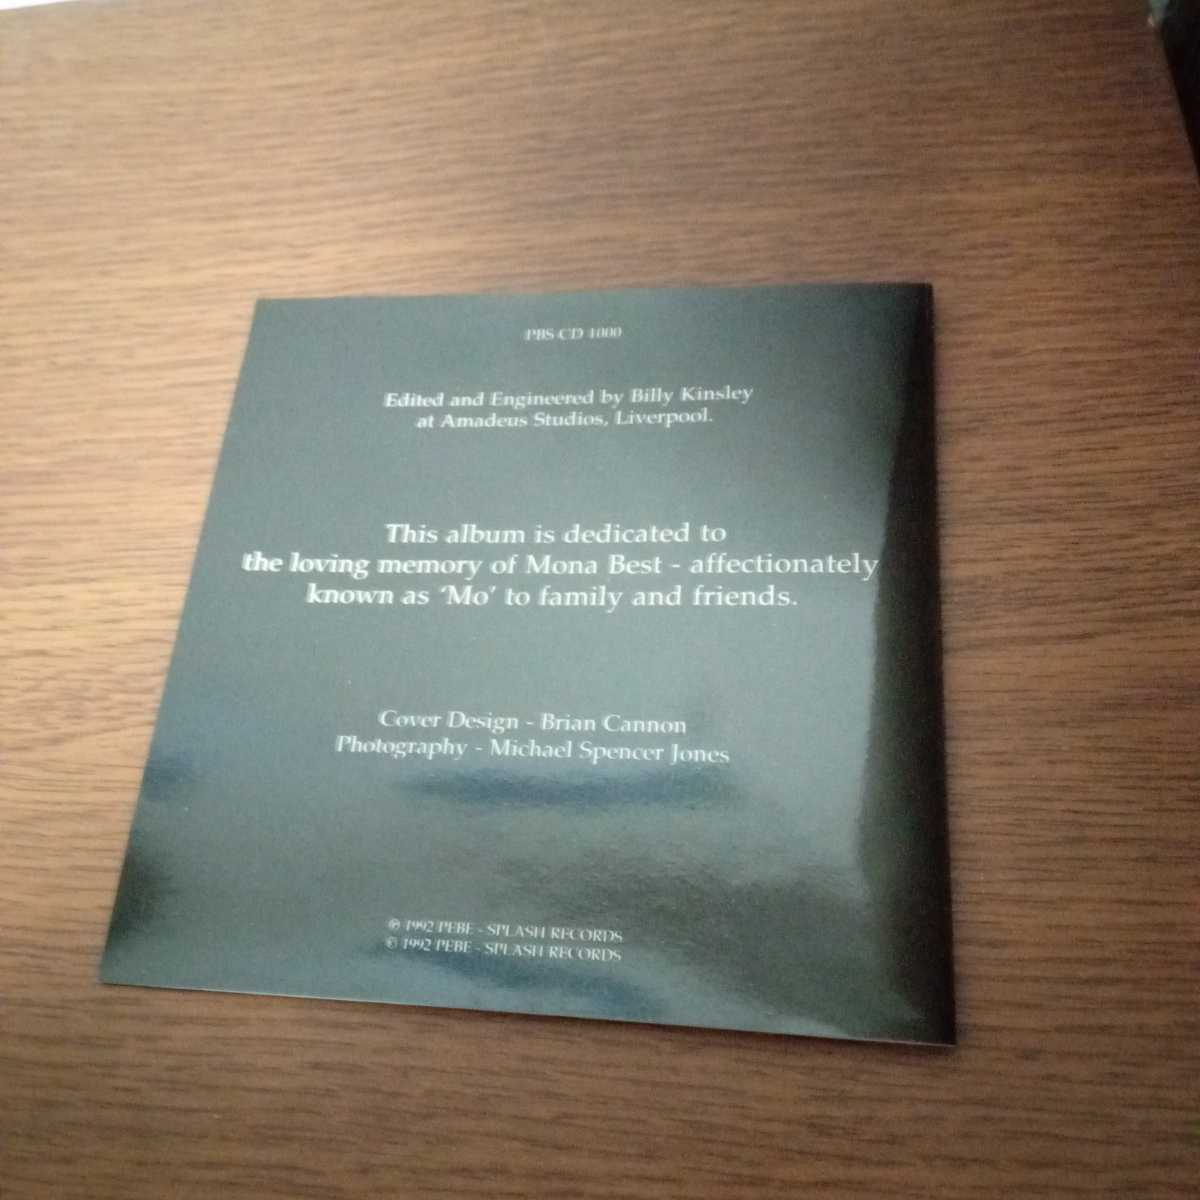 PBS CD 1000
Edited and Engineered by Billy Kinsley
at Amadeus Studios, Liverpool.
This album is dedicated to
the loving memory of Mona Best - affectionately
known as ‘Mo’ to family and friends.
Cover Design - Brian Cannon
Photography - Michael Spencer Jones
℗ 1992 PEBE - SPLASH RECORDS
© 1992 PEBE - SPLASH RECORDS